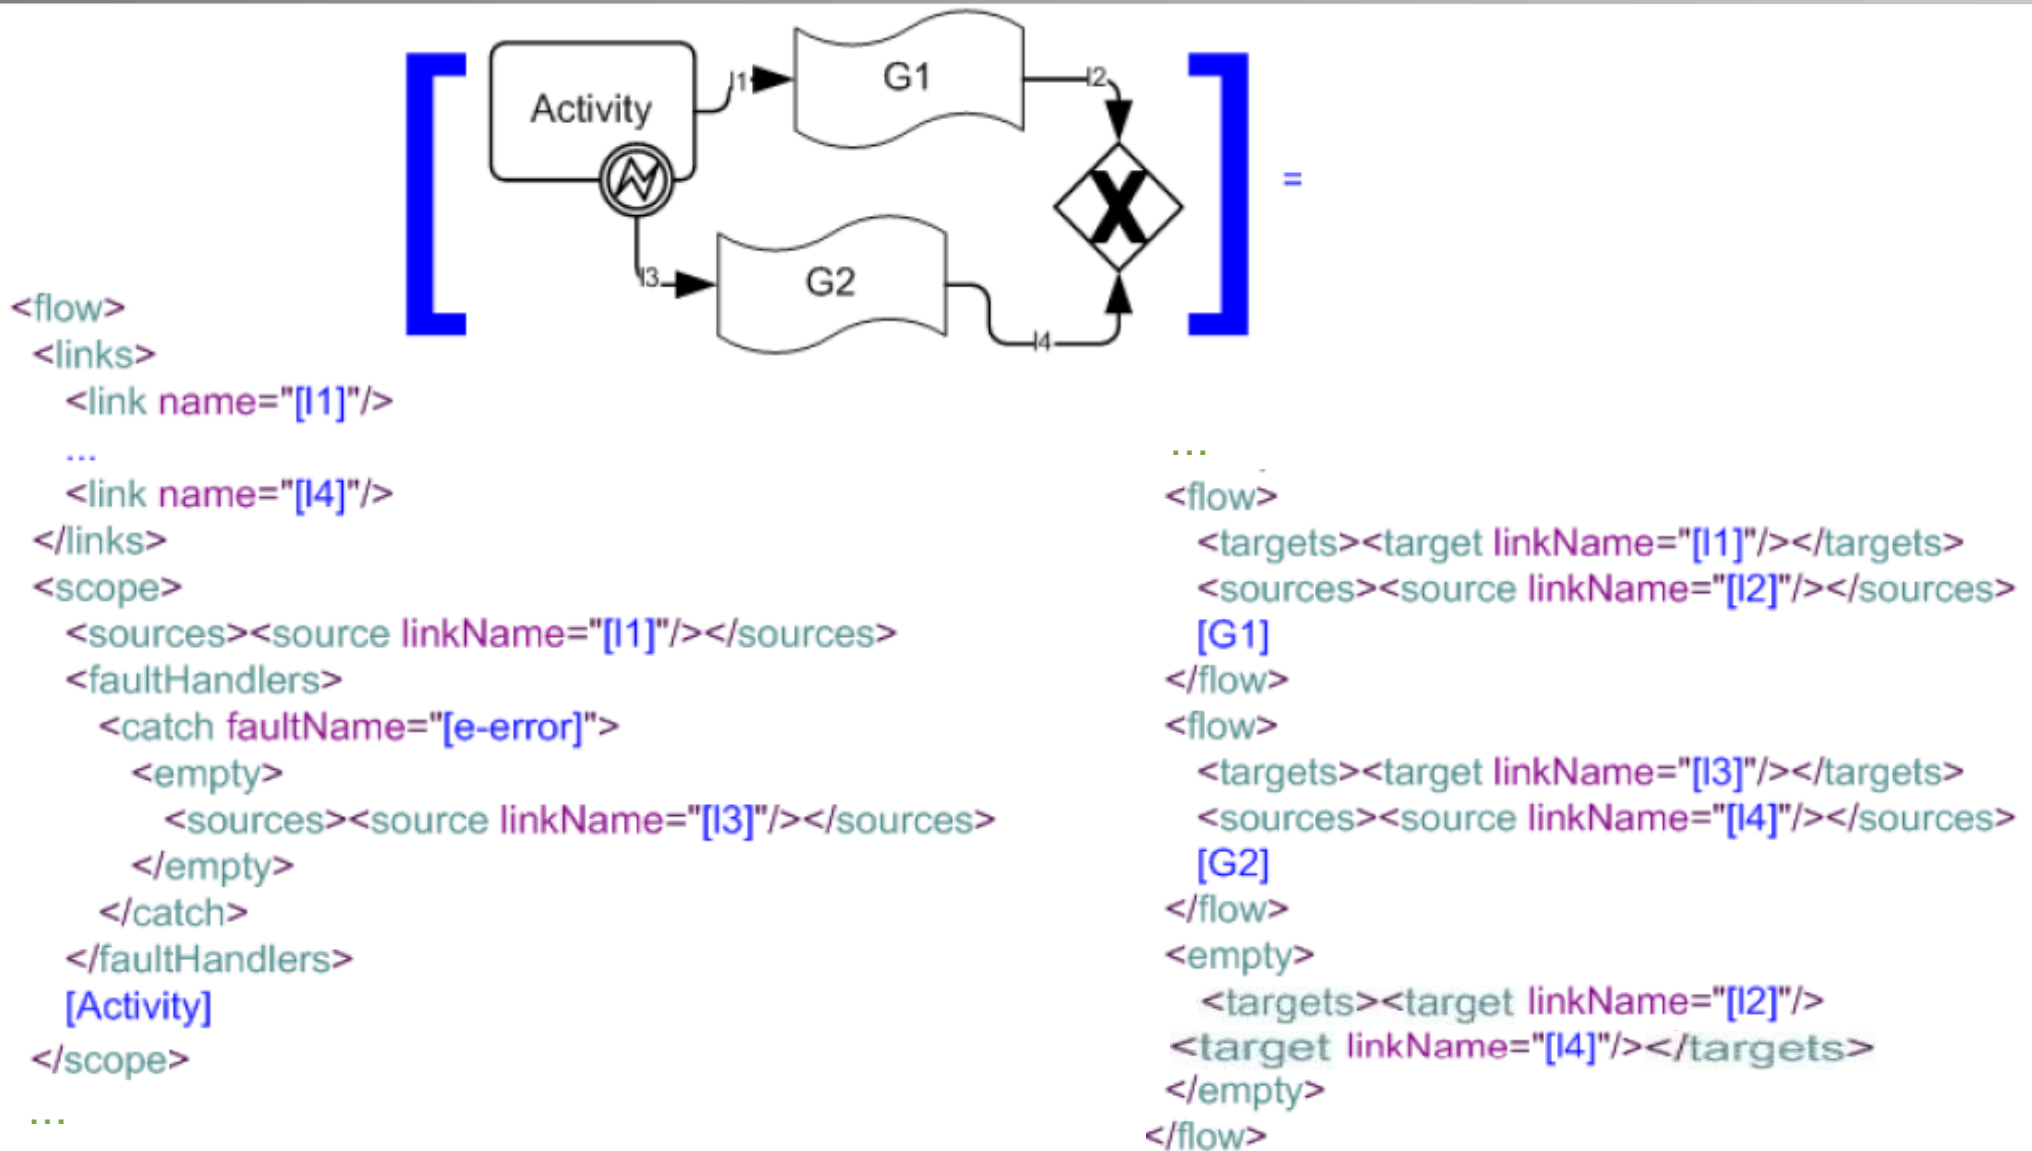 Activity
l1
G1
l2
X
=
l3
G2
l4
<flow>
<links>
<link name="[l1]"/>
...
<link name="[l4]"/>
</links>
<scope>
<sources><source linkName="[l1]"/></sources>
<faultHandlers>
<catch faultName="[e-error]">
<empty>
<sources><source linkName="[l3]"/></sources>
</empty>
</catch>
</faultHandlers>
[Activity]
</scope>
...
...
<flow>
<targets><target linkName="[l1]"/></targets>
<sources><source linkName="[l2]"/></sources>
[G1]
</flow>
<flow>
<targets><target linkName="[l3]"/></targets>
<sources><source linkName="[l4]"/></sources>
[G2]
</flow>
<empty>
<targets><target linkName="[l2]"/>
<target linkName="[l4]"/></targets>
</empty>
</flow>